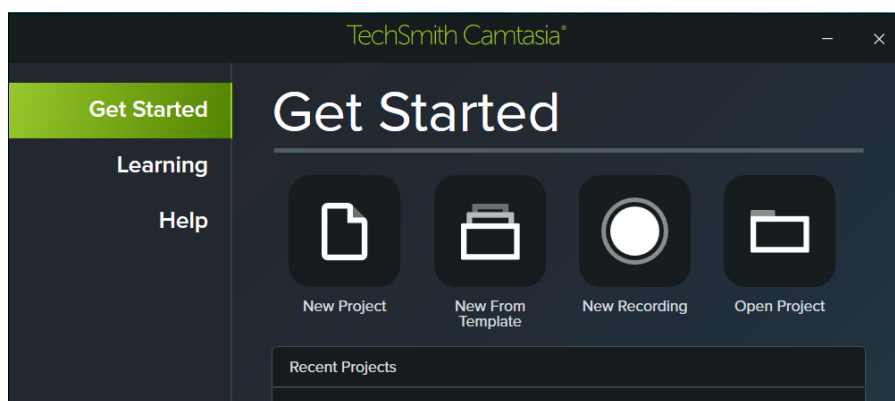 TechSmith Camtasia®
Get Started
Learning
Help
Get Started
New Project
New From
Template
New Recording
Open Project
Recent Projects